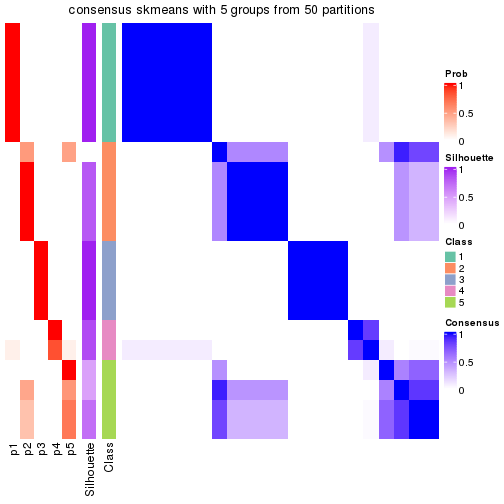 consensus skmeans with 5 groups from 50 partitions
Prob
1
0.5
0
Silhouette
1
0.5
0
Class
1
2
3
4
5
Consensus
1
0.5
0
p1
p2
p3
p4
p5
Silhouette
Class